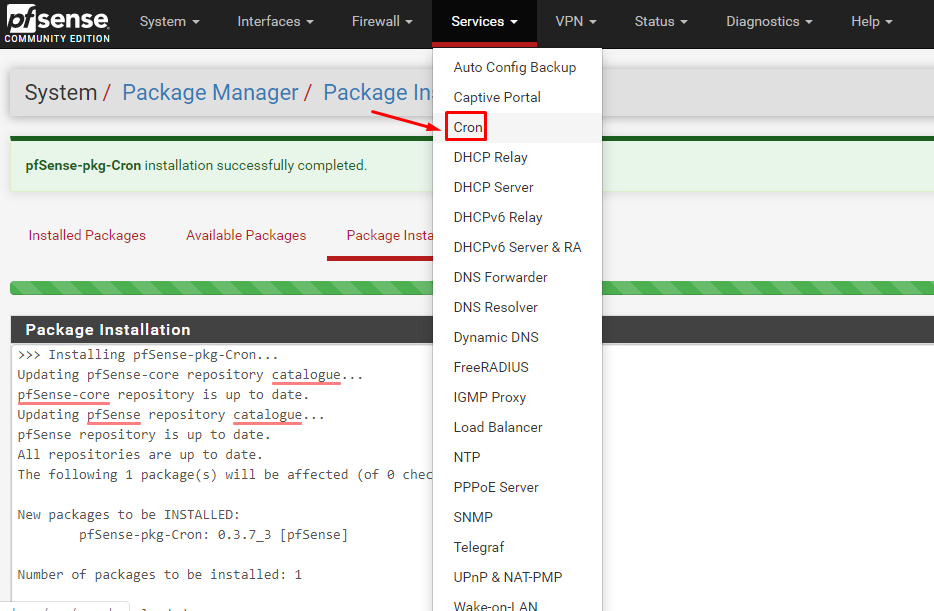 pfsense
COMMUNITY EDITION
System
Interfaces
Firewall
Services
VPN
Status
Diagnostics
Help
System / Package Manager / Package In
pfSense-pkg-Cron installation successfully completed.
Installed Packages
Available Packages
Package Insta
Auto Config Backup
Captive Portal
Cron
DHCP Relay
DHCP Server
DHCPv6 Relay
DHCPv6 Server & RA
DNS Forwarder
DNS Resolver
Dynamic DNS
FreeRADIUS
IGMP Proxy
Load Balancer
NTP
PPPoE Server
SNMP
Telegraf
UPnP & NAT-PMP
Wake-on-LAN
Package Installation
>>> Installing pfSense-pkg-Cron...
Updating pfSense-core repository catalogue...
pfSense-core repository is up to date.
Updating pfSense repository catalogue...
pfSense repository is up to date.
All repositories are up to date.
The following 1 package(s) will be affected (of 0 chec
New packages to be INSTALLED:
pfSense-pkg-Cron: 0.3.7_3 [pfSense]
Number of packages to be installed: 1